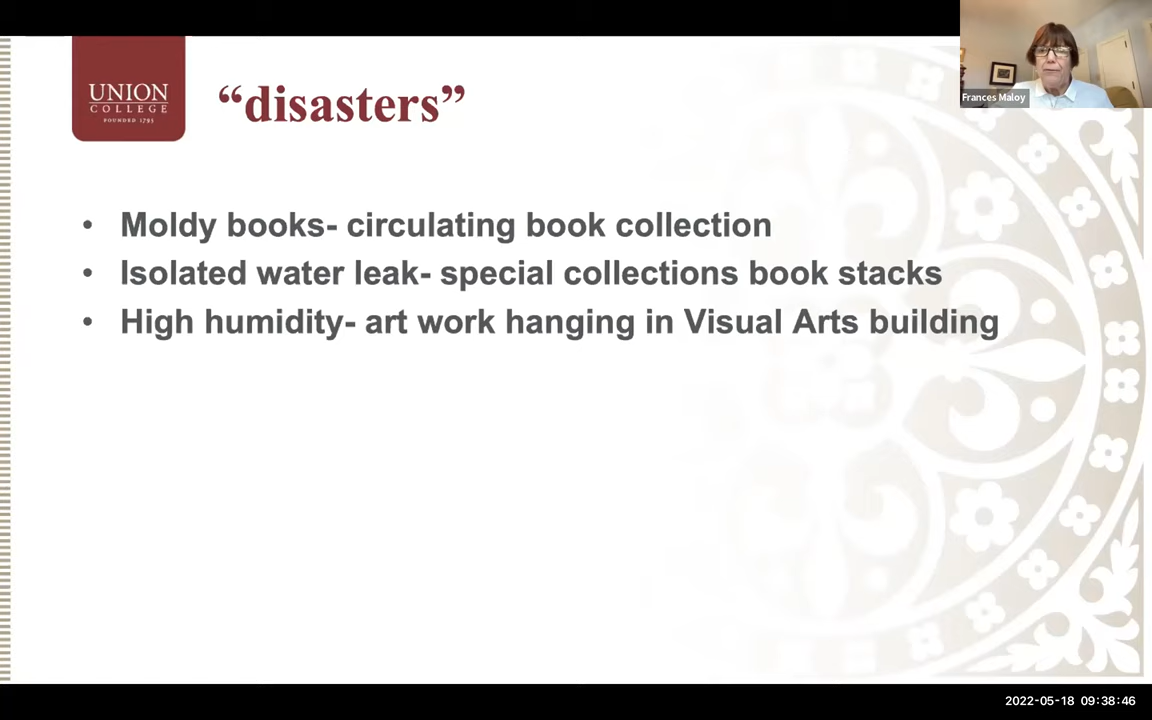 UNION
COLLEGE
FOUNDED 1795
“disasters”
Frances Maloy
• Moldy books- circulating book collection
• Isolated water leak- special collections book stacks
• High humidity- art work hanging in Visual Arts building
2022-05-18 09:38:46